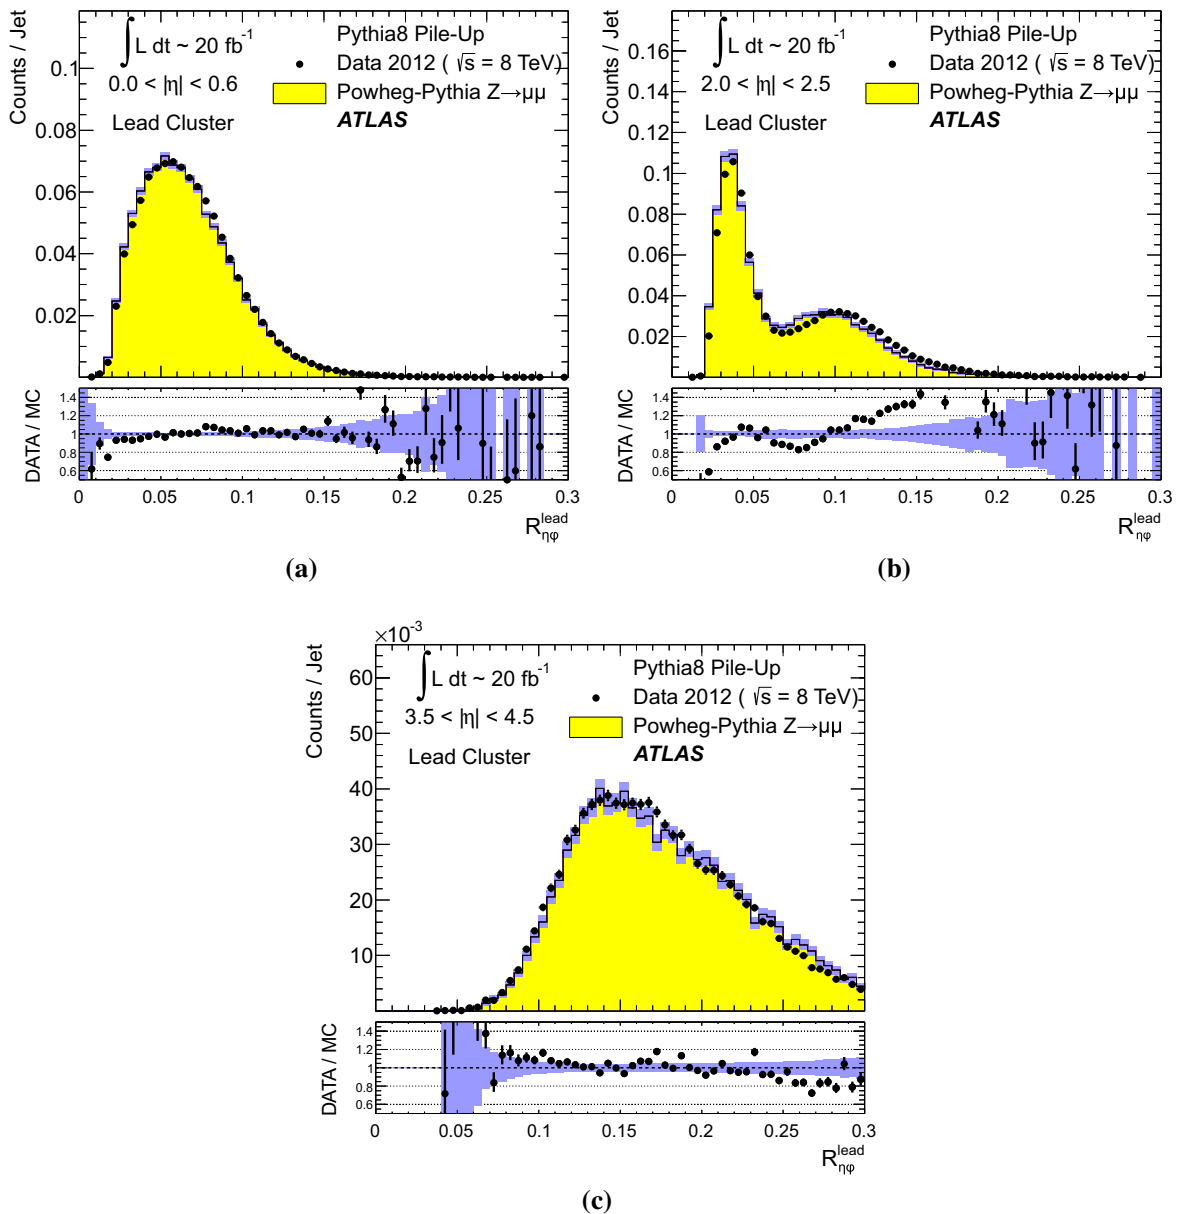 Counts / Jet
∫ L dt ~ 20 fb⁻¹
0.0 < |η| < 0.6
Lead Cluster
Pythia8 Pile-Up
Data 2012 ( √s = 8 TeV)
Powheg-Pythia Z→μμ
ATLAS
0.1
0.08
0.06
0.04
0.02
DATA / MC
1.4
1.2
1
0.8
0.6
0 0.05 0.1 0.15 0.2 0.25 0.3
R_ηφ^lead
(a)
Counts / Jet
∫ L dt ~ 20 fb⁻¹
2.0 < |η| < 2.5
Lead Cluster
Pythia8 Pile-Up
Data 2012 ( √s = 8 TeV)
Powheg-Pythia Z→μμ
ATLAS
0.16
0.14
0.12
0.1
0.08
0.06
0.04
0.02
DATA / MC
1.4
1.2
1
0.8
0.6
0 0.05 0.1 0.15 0.2 0.25 0.3
R_ηφ^lead
(b)
×10⁻³
Counts / Jet
∫ L dt ~ 20 fb⁻¹
3.5 < |η| < 4.5
Lead Cluster
Pythia8 Pile-Up
Data 2012 ( √s = 8 TeV)
Powheg-Pythia Z→μμ
ATLAS
60
50
40
30
20
10
DATA / MC
1.4
1.2
1
0.8
0.6
0 0.05 0.1 0.15 0.2 0.25 0.3
R_ηφ^lead
(c)